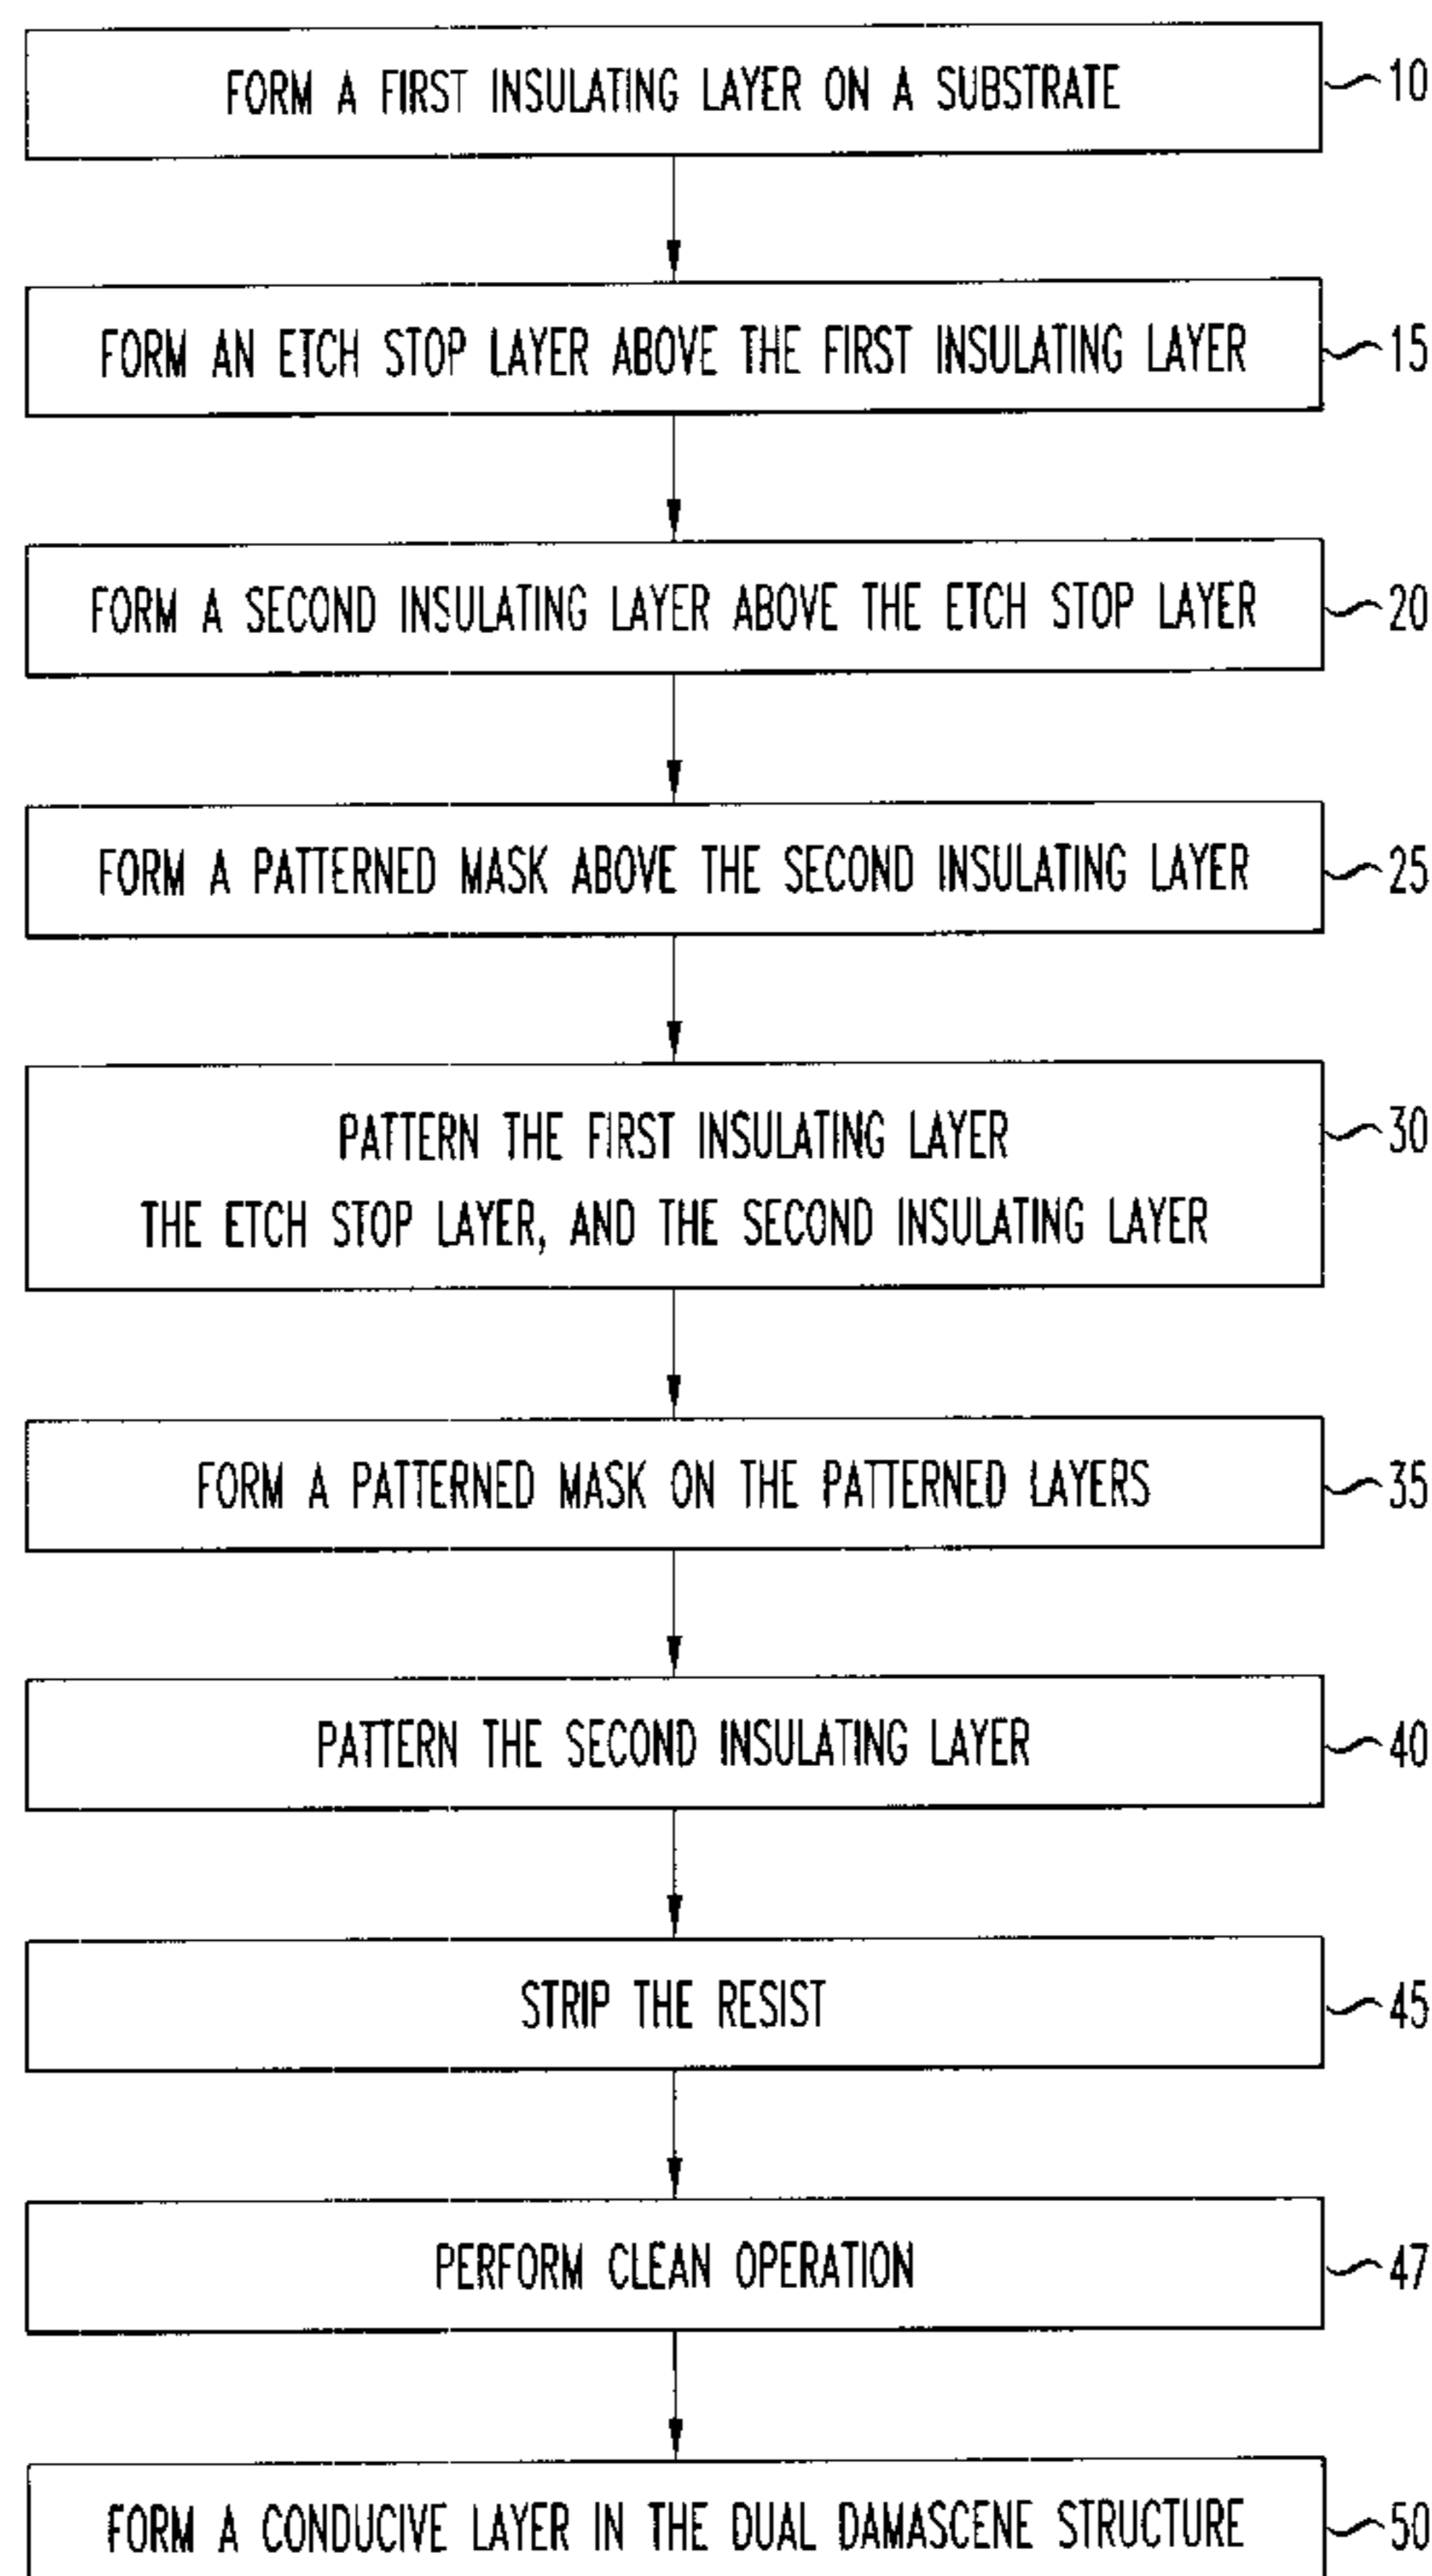 FORM A FIRST INSULATING LAYER ON A SUBSTRATE
10
FORM AN ETCH STOP LAYER ABOVE THE FIRST INSULATING LAYER
15
FORM A SECOND INSULATING LAYER ABOVE THE ETCH STOP LAYER
20
FORM A PATTERNED MASK ABOVE THE SECOND INSULATING LAYER
25
PATTERN THE FIRST INSULATING LAYER
THE ETCH STOP LAYER, AND THE SECOND INSULATING LAYER
30
FORM A PATTERNED MASK ON THE PATTERNED LAYERS
35
PATTERN THE SECOND INSULATING LAYER
40
STRIP THE RESIST
45
PERFORM CLEAN OPERATION
47
FORM A CONDUCIVE LAYER IN THE DUAL DAMASCENE STRUCTURE
50